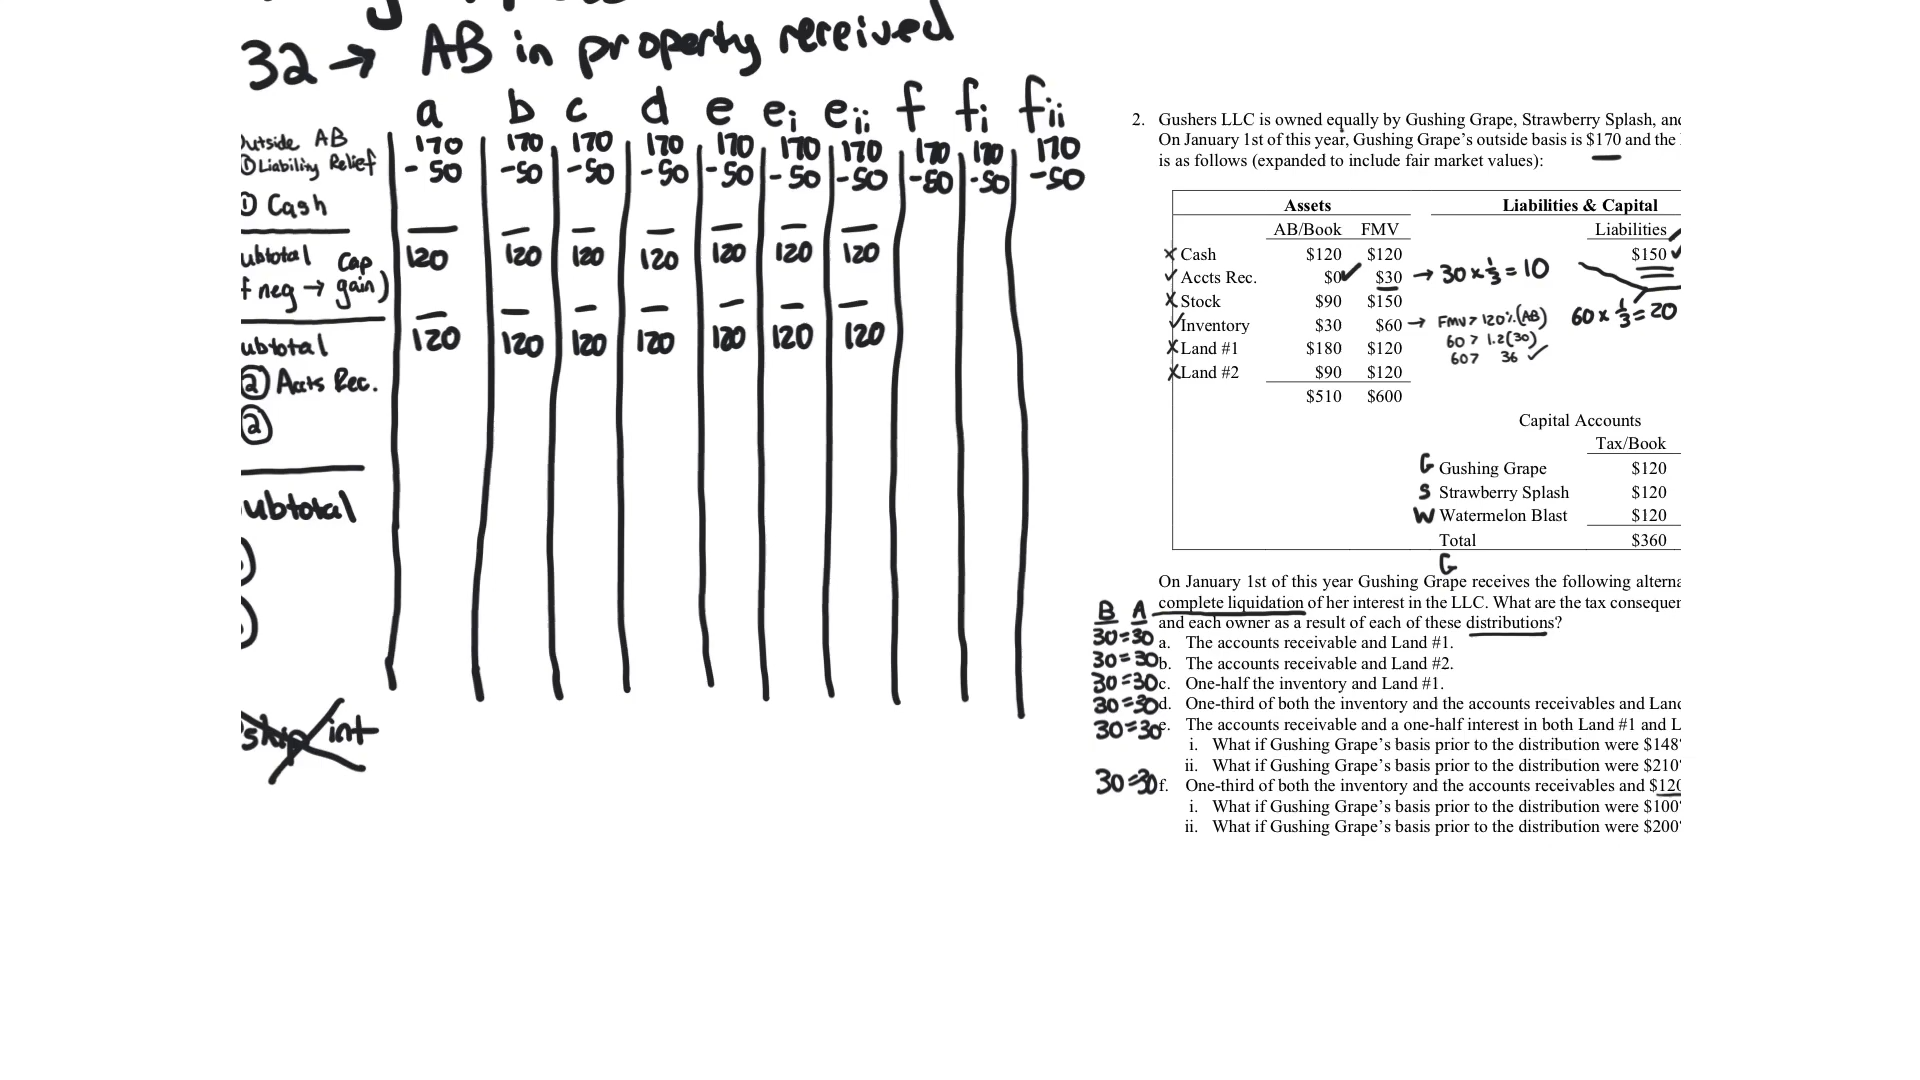 32 → AB in property received
a b c d e ei eii f fi fii
utside AB 170 170 170 170 170 170 170 170 170 170
① Liability Relief - 50 -50 -50 -50 -50 -50 -50 -50 -50 -50
① Cash
ubtotal Cap 120 120 120 120 120 120 120
f neg → gain)
ubtotal 120 120 120 120 120 120 120
② Accts Rec.
②
ubtotal
ship int
2. Gushers LLC is owned equally by Gushing Grape, Strawberry Splash, and
On January 1st of this year, Gushing Grape's outside basis is $170 and the
is as follows (expanded to include fair market values):
Assets Liabilities & Capital
AB/Book FMV Liabilities
x Cash $120 $120 $150 ✓
✓ Accts Rec. $0 ✓ $30 → 30 x 1/3 = 10
x Stock $90 $150
✓ Inventory $30 $60 → FMV > 120% (AB) 60 x 1/3 = 20
60 > 1.2(30)
x Land #1 $180 $120
60 > 36 ✓
x Land #2 $90 $120
$510 $600
Capital Accounts
Tax/Book
G Gushing Grape $120
S Strawberry Splash $120
W Watermelon Blast $120
Total $360
G
On January 1st of this year Gushing Grape receives the following alterna
B A complete liquidation of her interest in the LLC. What are the tax consequen
and each owner as a result of each of these distributions?
30=30 a. The accounts receivable and Land #1.
30=30 b. The accounts receivable and Land #2.
30=30 c. One-half the inventory and Land #1.
30=30 d. One-third of both the inventory and the accounts receivables and Land
30=30 e. The accounts receivable and a one-half interest in both Land #1 and L
i. What if Gushing Grape's basis prior to the distribution were $148
ii. What if Gushing Grape's basis prior to the distribution were $210
30=30 f. One-third of both the inventory and the accounts receivables and $120
i. What if Gushing Grape's basis prior to the distribution were $100
ii. What if Gushing Grape's basis prior to the distribution were $200